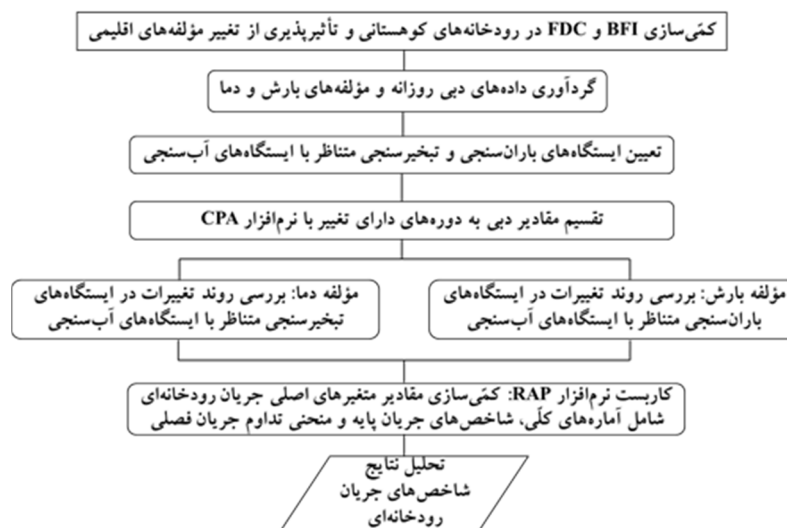 کمّی‌سازی BFI و FDC در رودخانه‌های کوهستانی و تأثیرپذیری از تغییر مؤلفه‌های اقلیمی
گردآوری داده‌های دبی روزانه و مؤلفه‌های بارش و دما
تعیین ایستگاه‌های باران‌سنجی و تبخیرسنجی متناظر با ایستگاه‌های آب‌سنجی
تقسیم مقادیر دبی به دوره‌های دارای تغییر با نرم‌افزار CPA
مؤلفه بارش: بررسی روند تغییرات در ایستگاه‌های
باران‌سنجی متناظر با ایستگاه‌های آب‌سنجی
مؤلفه دما: بررسی روند تغییرات در ایستگاه‌های
تبخیرسنجی متناظر با ایستگاه‌های آب‌سنجی
کاربست نرم‌افزار RAP: کمّی‌سازی مقادیر متغیرهای اصلی جریان رودخانه‌ای
شامل آماره‌های کلّی، شاخص‌های جریان پایه و منحنی تداوم جریان فصلی
تحلیل نتایج
شاخص‌های جریان
رودخانه‌ای